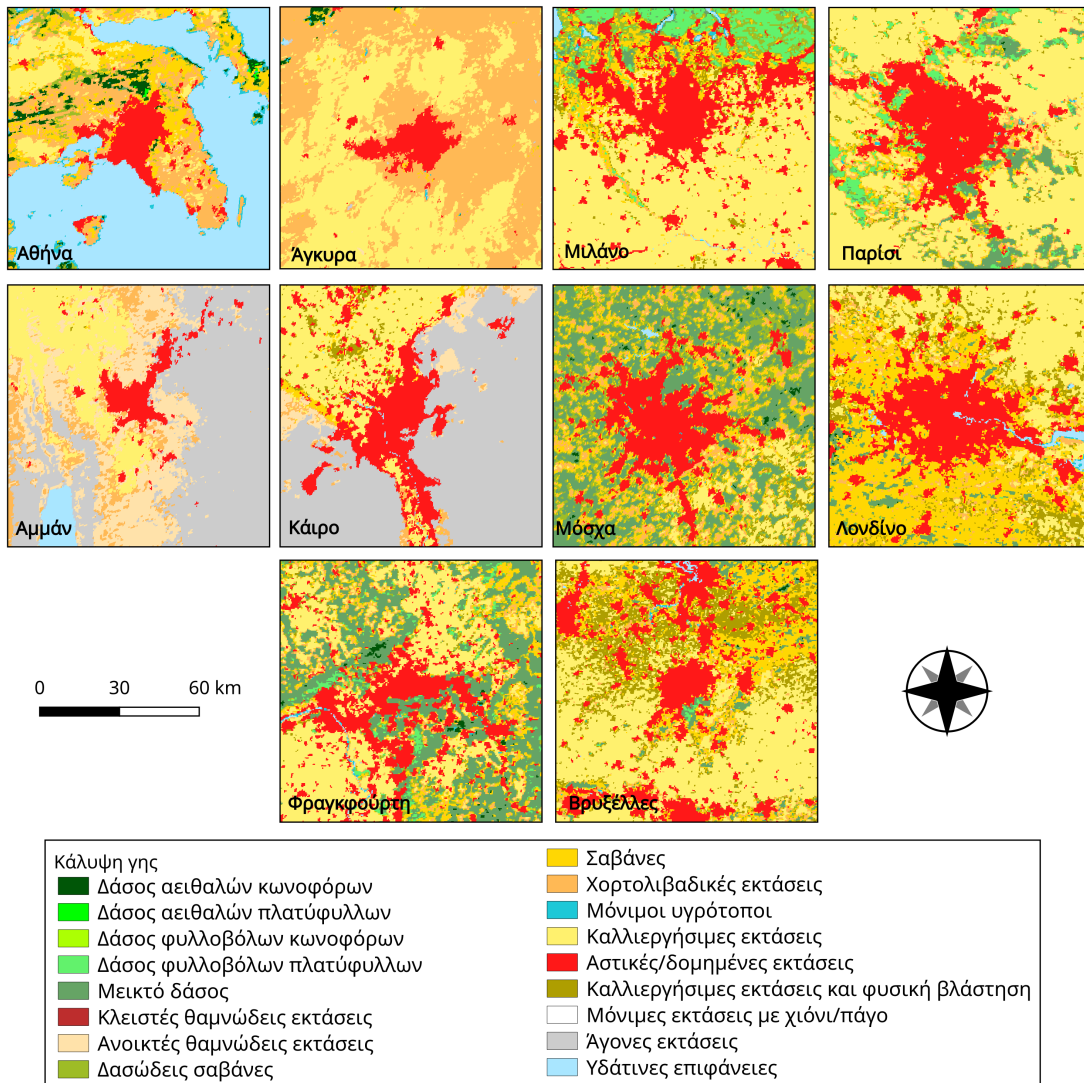 Αθήνα
Άγκυρα
Μιλάνο
Παρίσι
Αμμάν
Κάιρο
Μόσχα
Λονδίνο
0 30 60 km
Φραγκφούρτη
Βρυξέλλες
Κάλυψη γης
Δάσος αειθαλών κωνοφόρων
Δάσος αειθαλών πλατύφυλλων
Δάσος φυλλοβόλων κωνοφόρων
Δάσος φυλλοβόλων πλατύφυλλων
Μεικτό δάσος
Κλειστές θαμνώδεις εκτάσεις
Ανοικτές θαμνώδεις εκτάσεις
Δασώδεις σαβάνες
Σαβάνες
Χορτολιβαδικές εκτάσεις
Μόνιμοι υγρότοποι
Καλλιεργήσιμες εκτάσεις
Αστικές/δομημένες εκτάσεις
Καλλιεργήσιμες εκτάσεις και φυσική βλάστηση
Μόνιμες εκτάσεις με χιόνι/πάγο
Άγονες εκτάσεις
Υδάτινες επιφάνειες